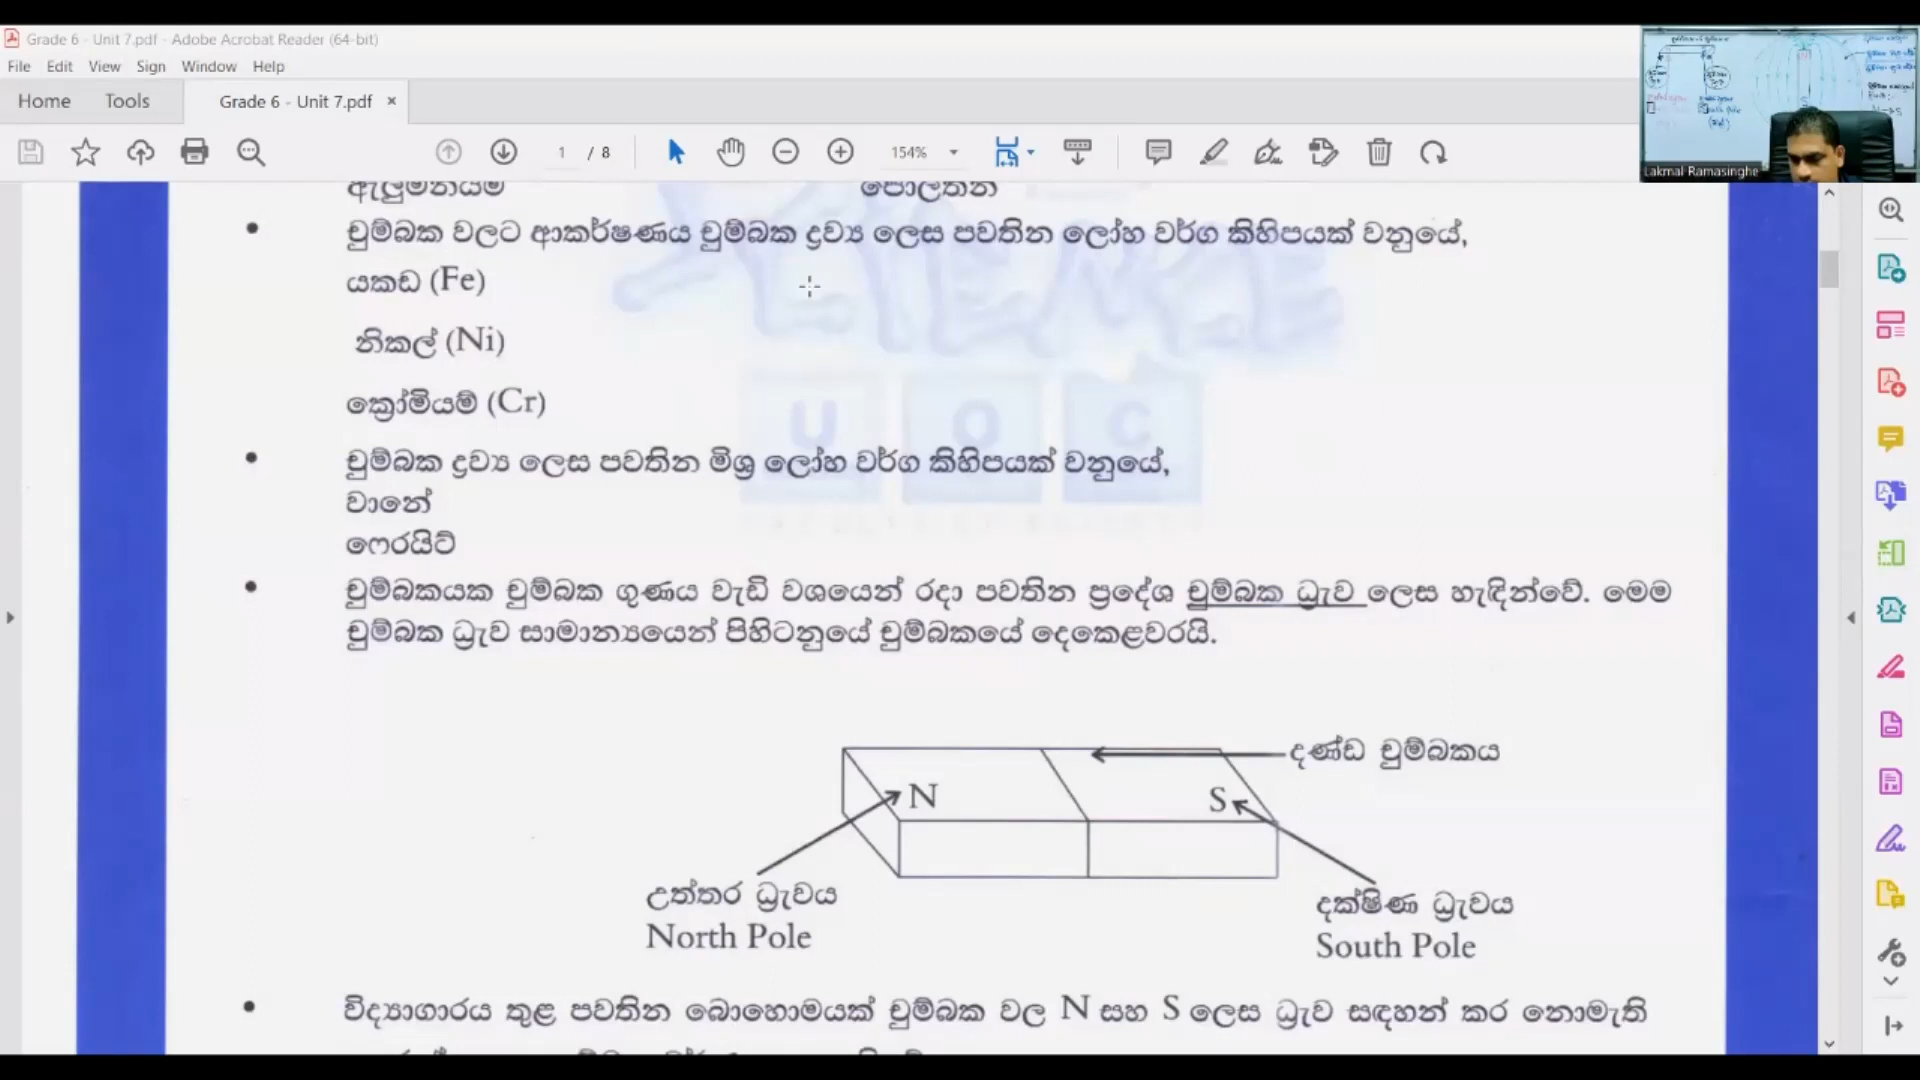 Grade 6 - Unit 7.pdf - Adobe Acrobat Reader (64-bit)
File Edit View Sign Window Help
Home Tools Grade 6 - Unit 7.pdf ×
1 / 8 154%
Lakmal Ramasinghe
ඇලුමිනියම් පොල්තෙල්
• චුම්බක වලට ආකර්ෂණය චුම්බක ද්‍රව්‍ය ලෙස පවතින ලෝහ වර්ග කිහිපයක් වනුයේ,
යකඩ (Fe)
නිකල් (Ni)
ක්‍රෝමියම් (Cr)
• චුම්බක ද්‍රව්‍ය ලෙස පවතින මිශ්‍ර ලෝහ වර්ග කිහිපයක් වනුයේ,
වානේ
ෆෙරයිට්
U O C
• චුම්බකයක චුම්බක ගුණය වැඩි වශයෙන් රඳා පවතින ප්‍රදේශ චුම්බක ධ්‍රැව ලෙස හැඳින්වේ. මෙම
චුම්බක ධ්‍රැව සාමාන්‍යයෙන් පිහිටනුයේ චුම්බකයේ දෙකෙළවරයි.
දණ්ඩ චුම්බකය
N S
උත්තර ධ්‍රැවය
North Pole
දක්ෂිණ ධ්‍රැවය
South Pole
• විද්‍යාගාරය තුළ පවතින බොහොමයක් චුම්බක වල N සහ S ලෙස ධ්‍රැව සඳහන් කර නොමැති